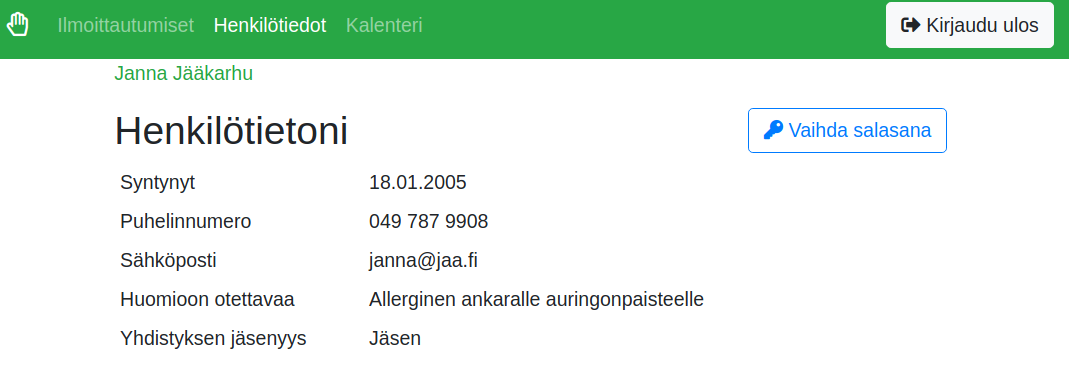 Ilmoittautumiset Henkilötiedot Kalenteri Kirjaudu ulos
Janna Jääkarhu
Henkilötietoni Vaihda salasana
Syntynyt 18.01.2005
Puhelinnumero 049 787 9908
Sähköposti janna@jaa.fi
Huomioon otettavaa Allerginen ankaralle auringonpaisteelle
Yhdistyksen jäsenyys Jäsen